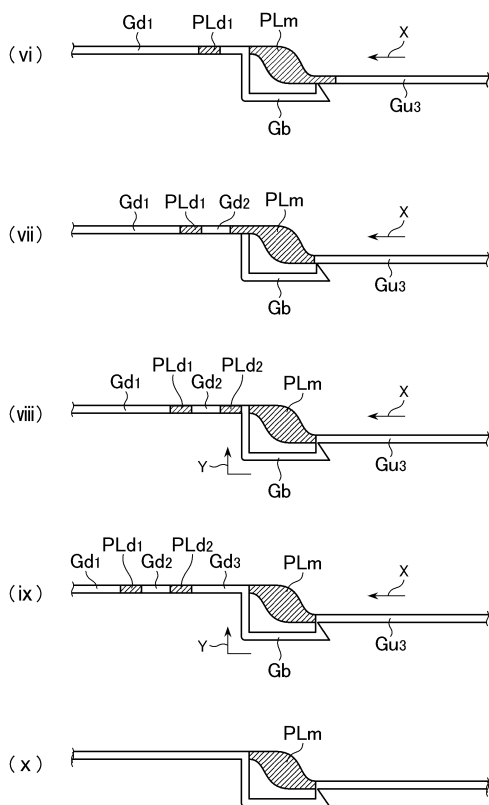 (vi) Gd1 PLd1 PLm X
Gb Gu3
(vii) Gd1 PLd1 Gd2 PLm X
Gb Gu3
(viii) Gd1 PLd1 Gd2 PLd2 PLm X
Y Gb Gu3
(ix) Gd1 PLd1 Gd2 PLd2 Gd3 PLm X
Y Gb Gu3
(x) PLm